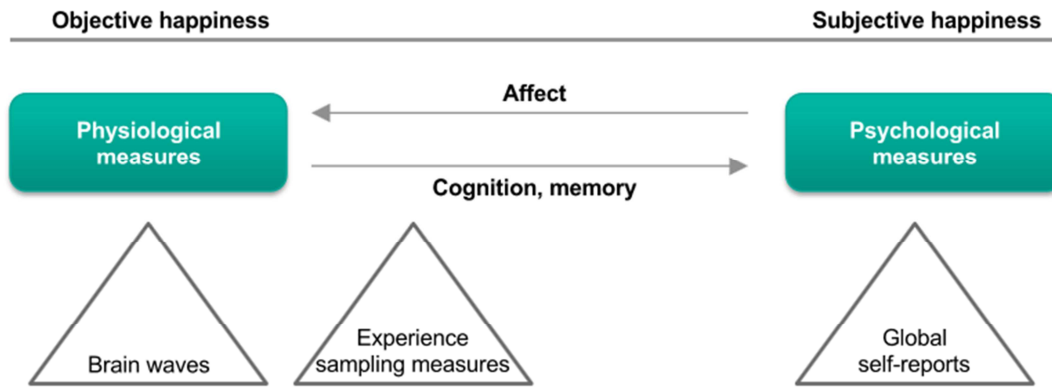 Objective happiness
Subjective happiness
Physiological
measures
Affect
Cognition, memory
Psychological
measures
Brain waves
Experience
sampling measures
Global
self-reports